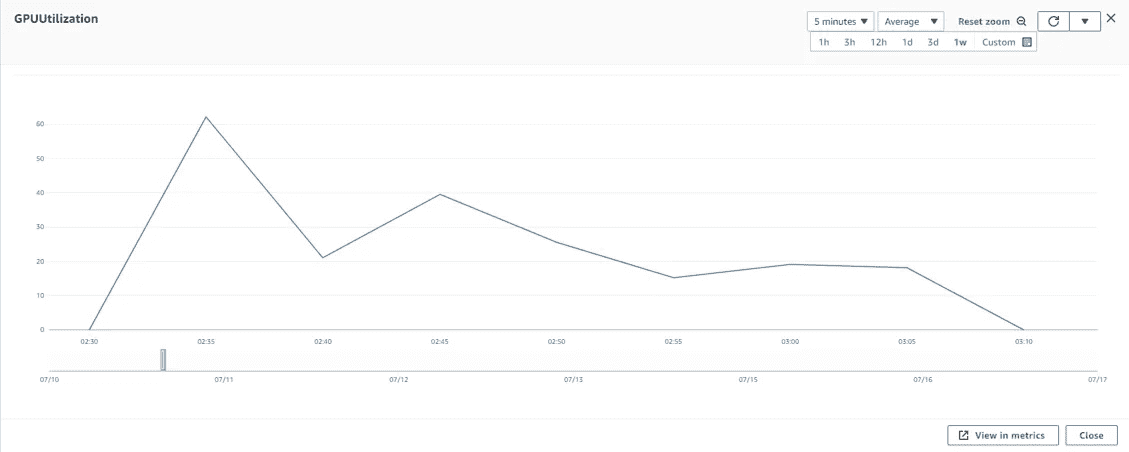 GPUUtilization
5 minutes Average Reset zoom
1h 3h 12h 1d 3d 1w Custom
60
50
40
30
20
10
0
02:30 02:35 02:40 02:45 02:50 02:55 03:00 03:05 03:10
07/10 07/11 07/12 07/13 07/15 07/16 07/17
View in metrics Close